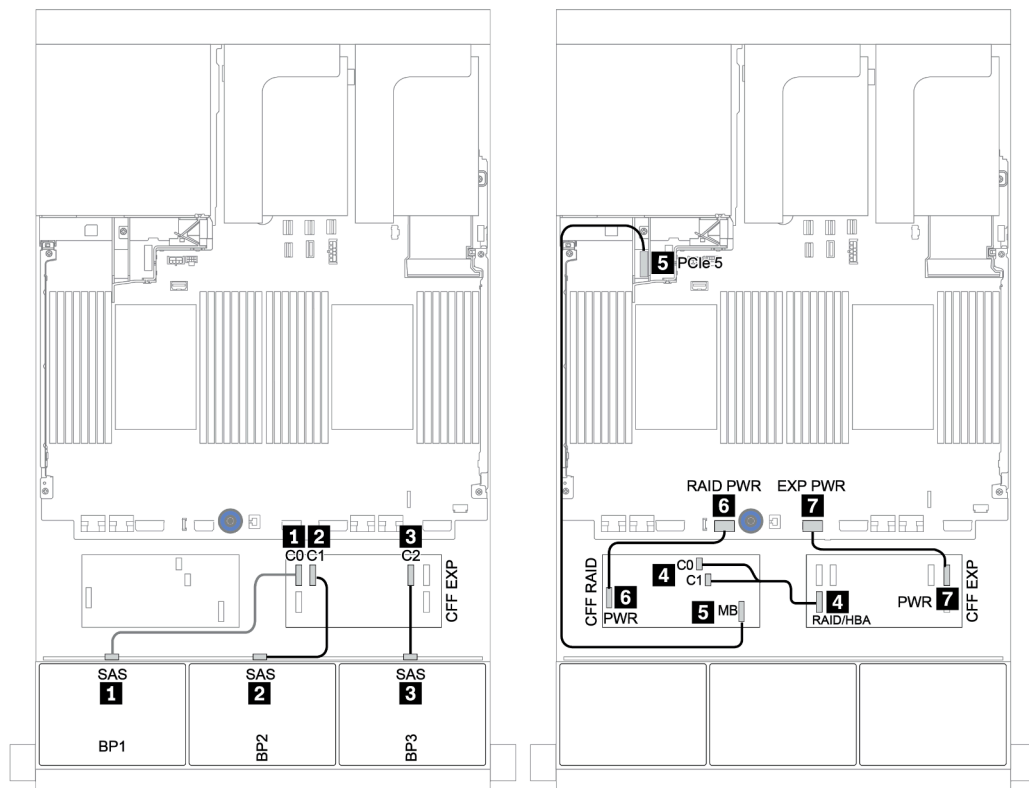 1 2 3
C0 C1 C2
CFF EXP
SAS SAS SAS
1 2 3
BP1 BP2 BP3
5 PCIe 5
RAID PWR EXP PWR
6 7
CFF RAID
4 C0
C1
6
PWR
5 MB
4
RAID/HBA
PWR 7
CFF EXP